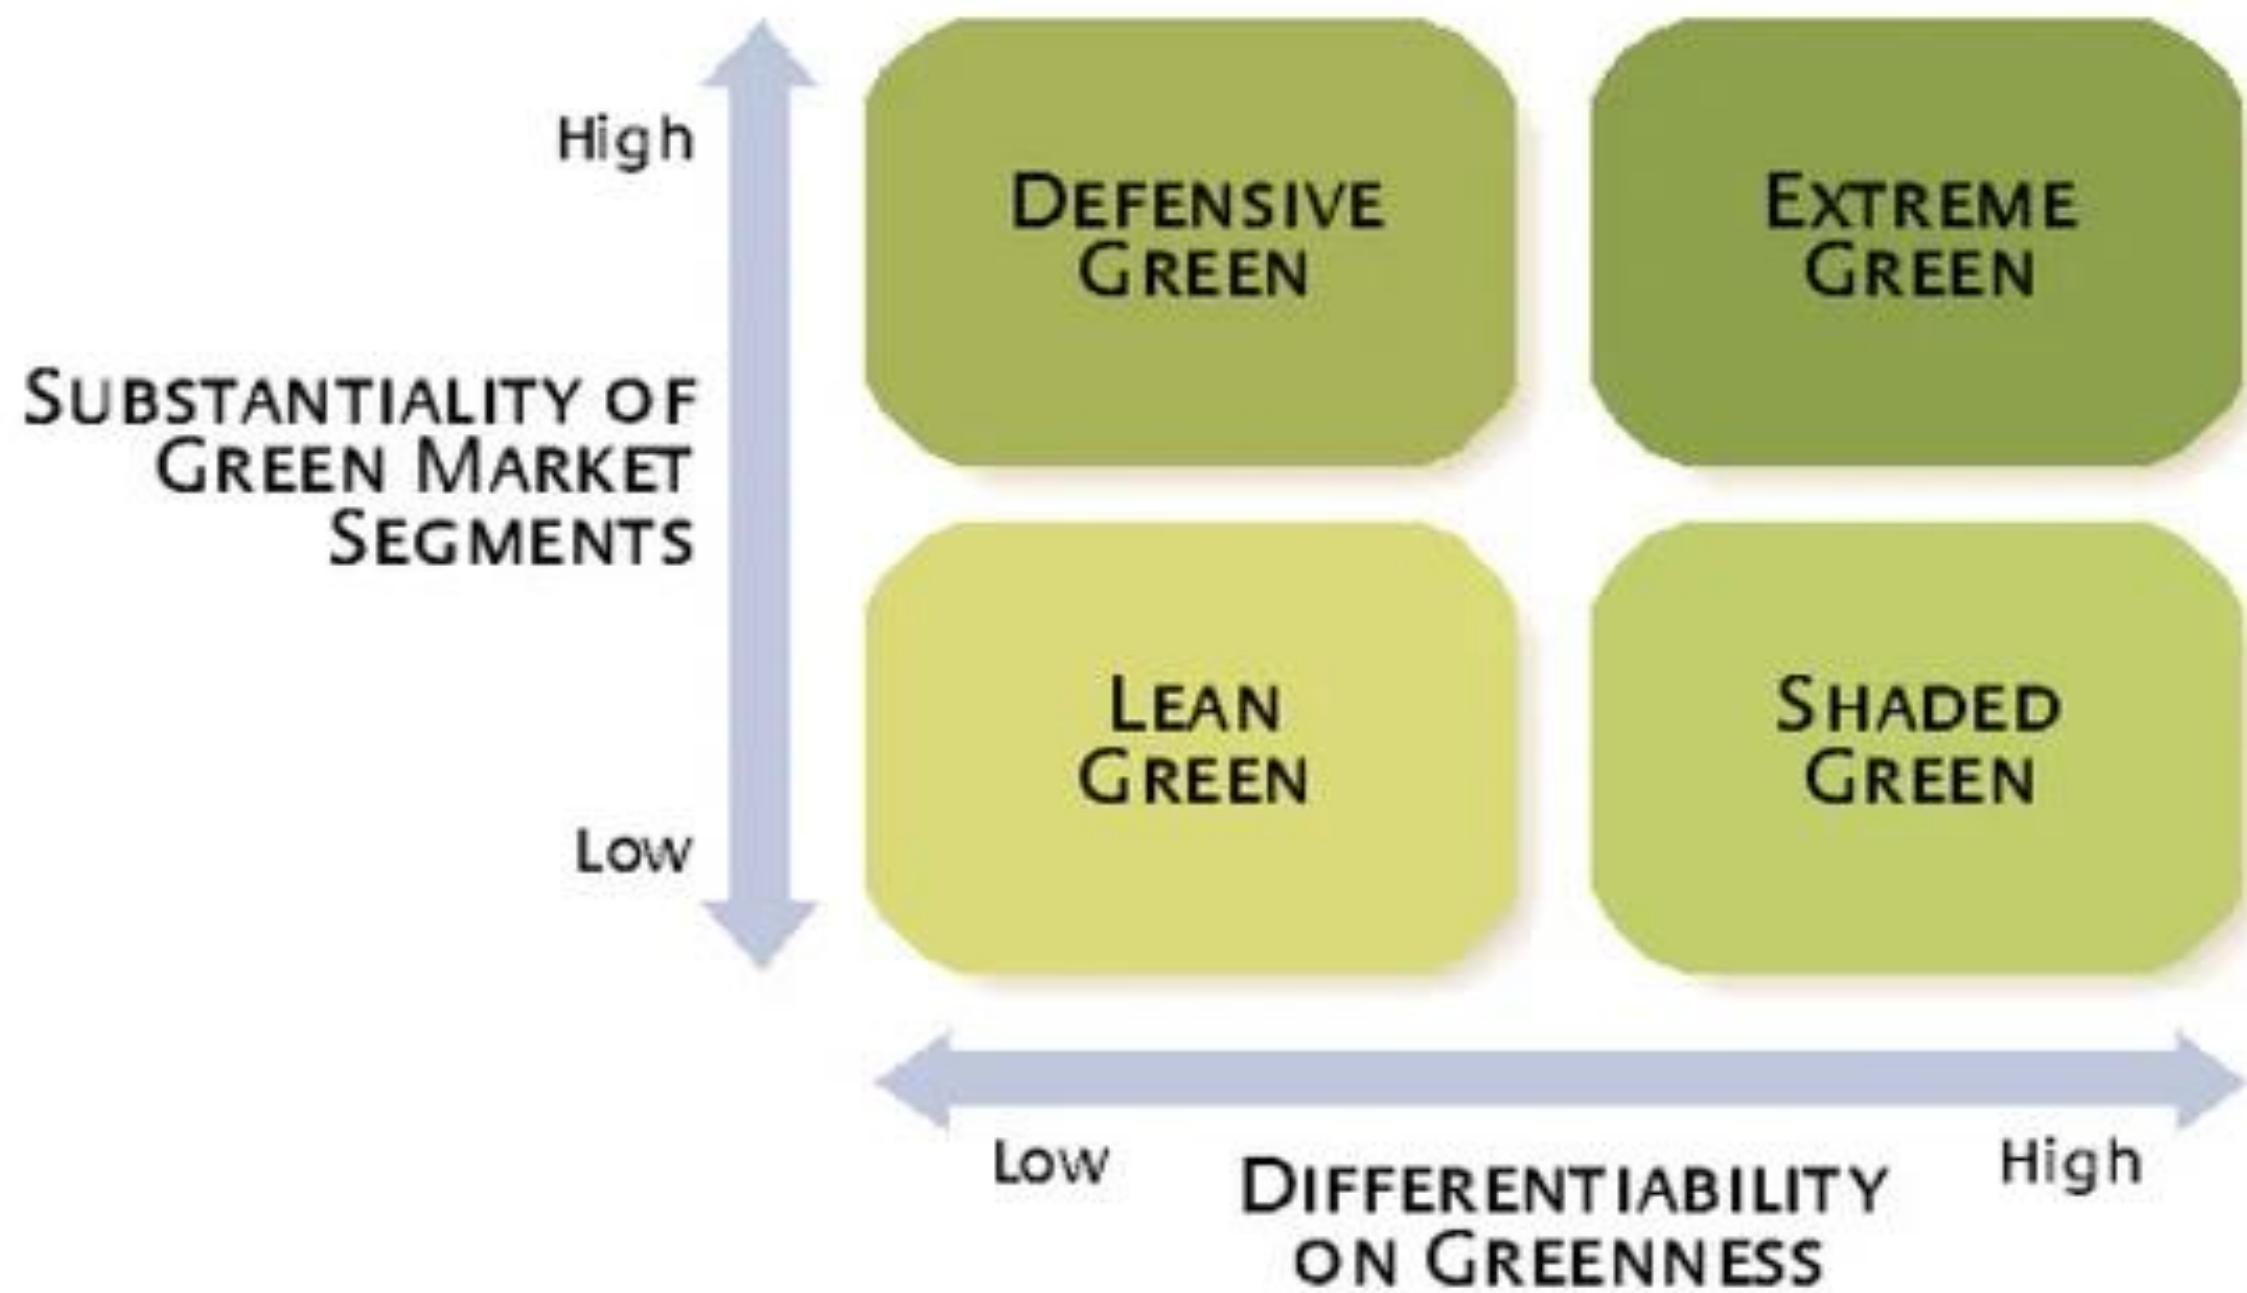 High
DEFENSIVE
GREEN
EXTREME
GREEN
SUBSTANTIALITY OF
GREEN MARKET
SEGMENTS
LEAN
GREEN
SHADED
GREEN
Low
Low
High
DIFFERENTIABILITY
ON GREENNESS